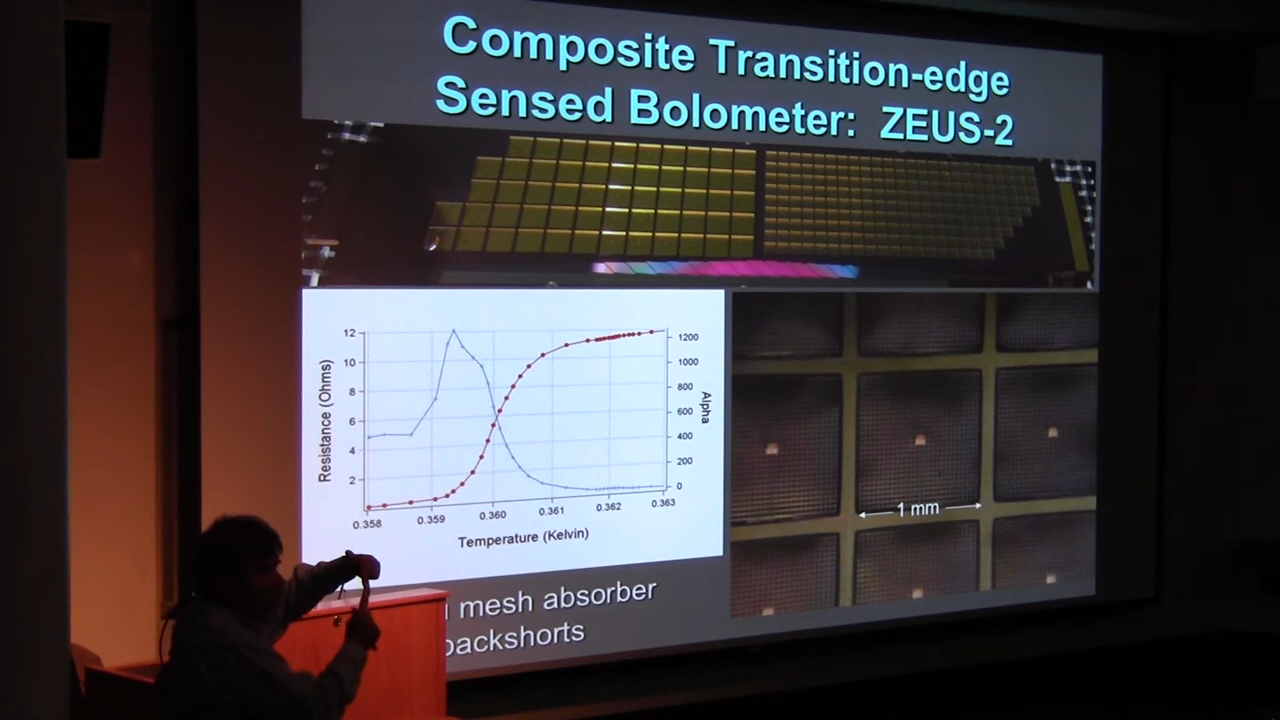 Composite Transition-edge
Sensed Bolometer: ZEUS-2
12
10
8
6
4
2
Resistance (Ohms)
1200
1000
800
600
400
200
0
Alpha
0.358
0.359
0.360
0.361
0.362
0.363
Temperature (Kelvin)
1 mm
mesh absorber
backshorts